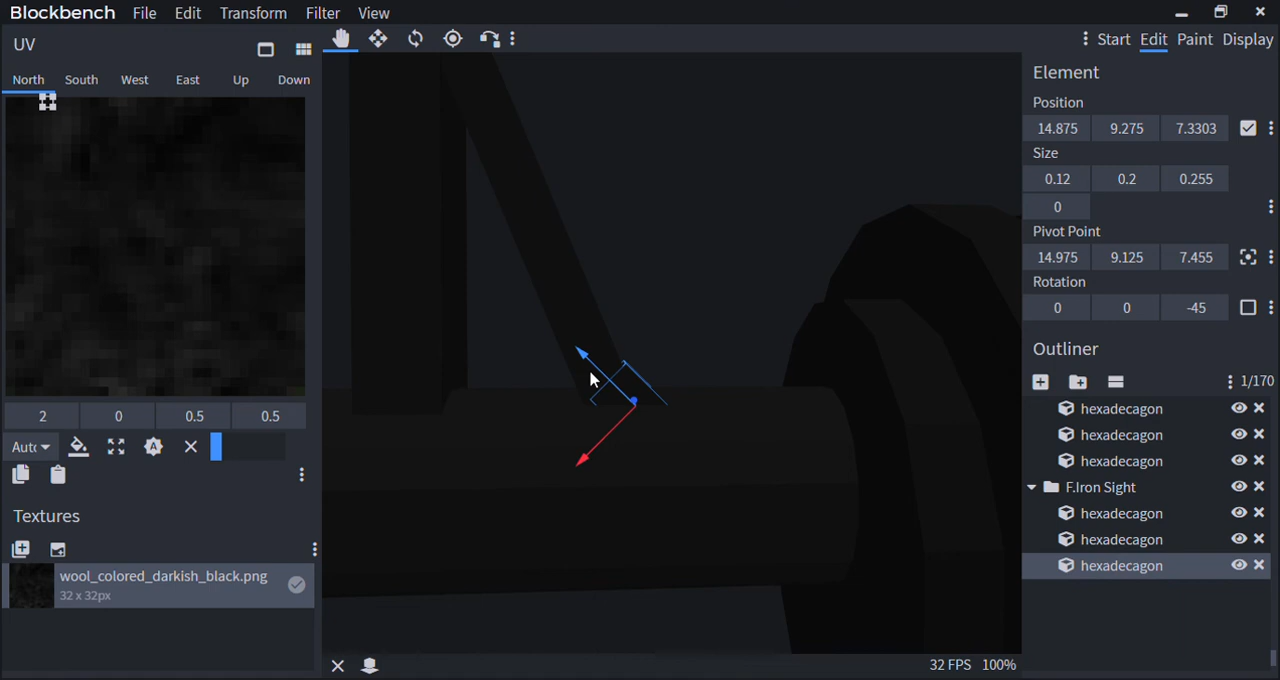 Blockbench File Edit Transform Filter View
UV
Start Edit Paint Display
North South West East Up Down
Element
Position
14.875 9.275 7.3303
Size
0.12 0.2 0.255
0
Pivot Point
14.975 9.125 7.455
Rotation
0 0 -45
Outliner
1/170
hexadecagon
hexadecagon
hexadecagon
F.Iron Sight
hexadecagon
hexadecagon
hexadecagon
2 0 0.5 0.5
Textures
wool_colored_darkish_black.png
32 x 32px
32 FPS 100%